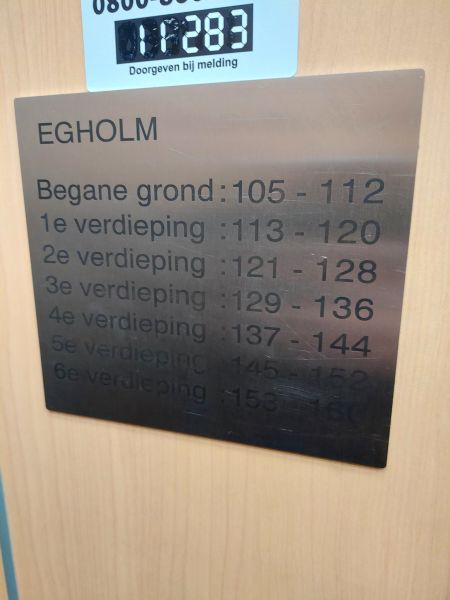 11283
Doorgeven bij melding
EGHOLM
Begane grond : 105 - 112
1e verdieping : 113 - 120
2e verdieping : 121 - 128
3e verdieping : 129 - 136
4e verdieping : 137 - 144
5e verdieping : 145 - 152
6e verdieping : 153 - 160